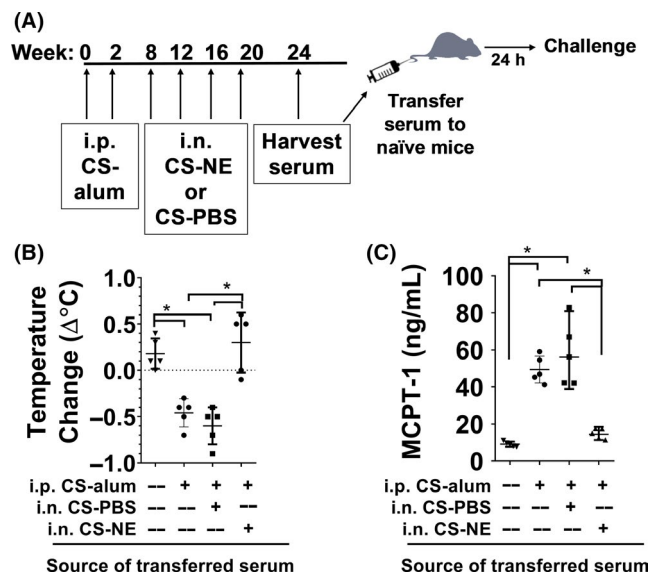 (A)
Week: 0 2 8 12 16 20 24
24 h
Challenge
i.p.
CS-
alum
i.n.
CS-NE
or
CS-PBS
Harvest
serum
Transfer
serum to
naïve mice
(B)
Temperature
Change (Δ°C)
1.0
0.5
0.0
−0.5
−1.0
*
*
i.p. CS-alum -- + + +
i.n. CS-PBS -- -- + --
i.n. CS-NE -- -- -- +
Source of transferred serum
(C)
MCPT-1 (ng/mL)
100
80
60
40
20
0
*
*
i.p. CS-alum -- + + +
i.n. CS-PBS -- -- + --
i.n. CS-NE -- -- -- +
Source of transferred serum